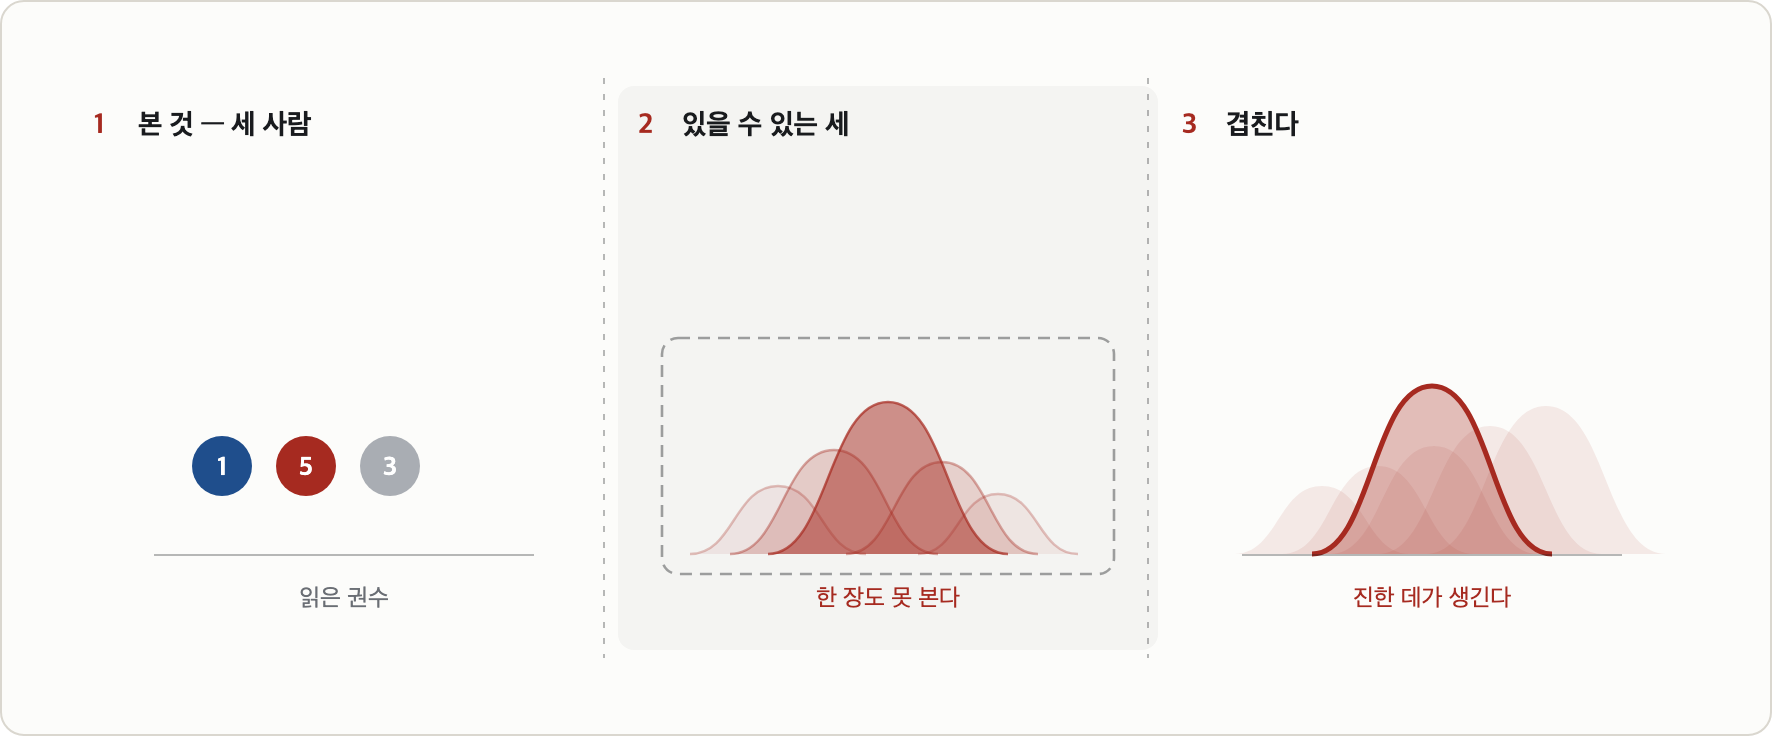 1 본 것 — 세 사람
2 있을 수 있는 세
3 겹친다
1 5 3
읽은 권수
한 장도 못 본다
진한 데가 생긴다